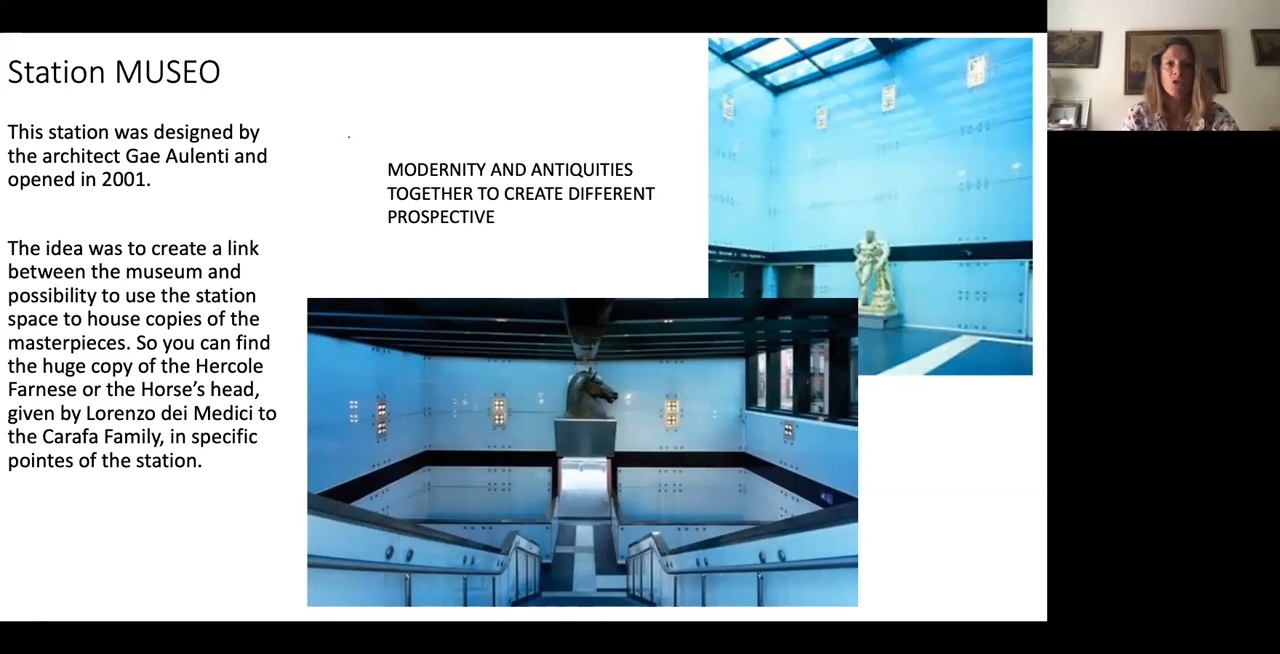 Station MUSEO
This station was designed by
the architect Gae Aulenti and
opened in 2001.
The idea was to create a link
between the museum and
possibility to use the station
space to house copies of the
masterpieces. So you can find
the huge copy of the Hercole
Farnese or the Horse’s head,
given by Lorenzo dei Medici to
the Carafa Family, in specific
pointes of the station.
MODERNITY AND ANTIQUITIES
TOGETHER TO CREATE DIFFERENT
PROSPECTIVE